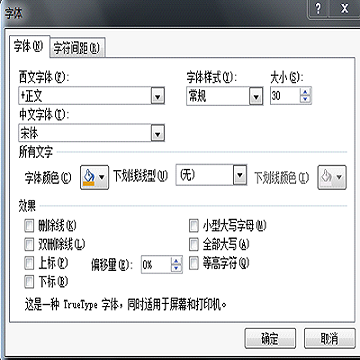 字体
字体(N) 字符间距(R)
西文字体(F): 字体样式(Y): 大小(S):
+正文 常规 30
中文字体(T):
宋体
所有文字
字体颜色(C) 下划线线型(U) (无) 下划线颜色(I)
效果
删除线(K) 小型大写字母(M)
双删除线(L) 全部大写(A)
上标(P) 偏移量(E): 0% 等高字符(Q)
下标(B)
这是一种 TrueType 字体,同时适用于屏幕和打印机。
确定 取消